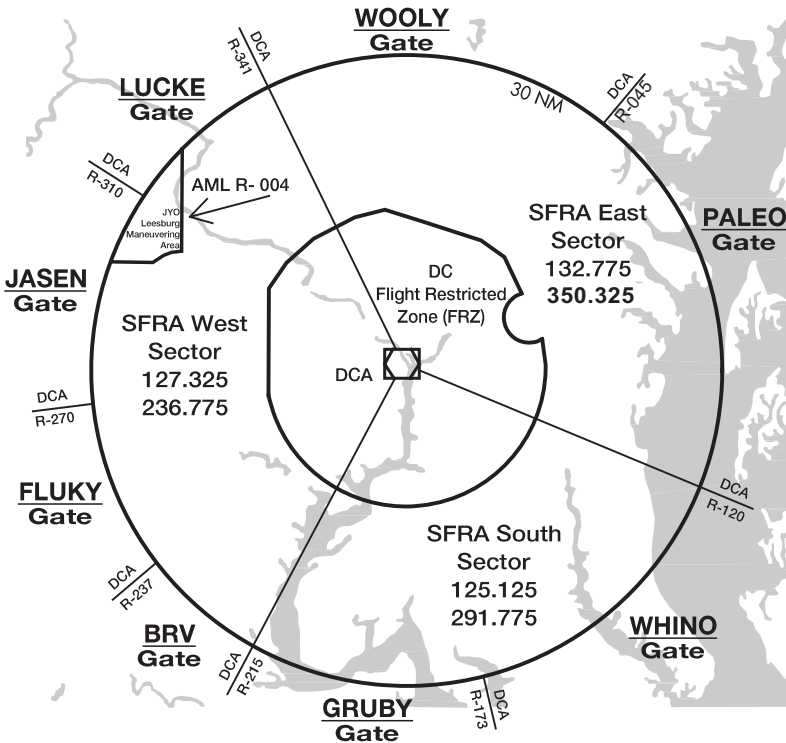 WOOLY
Gate
DCA
R-341
30 NM
DCA
R-045
LUCKE
Gate
DCA
R-310
AML R- 004
JYO
Leesburg
Maneuvering
Area
SFRA East
Sector
132.775
350.325
PALEO
Gate
DC
Flight Restricted
Zone (FRZ)
JASEN
Gate
SFRA West
Sector
127.325
236.775
DCA
DCA
R-270
FLUKY
Gate
DCA
R-120
SFRA South
Sector
125.125
291.775
DCA
R-237
BRV
Gate
WHINO
Gate
DCA
R-215
GRUBY
Gate
DCA
R-173